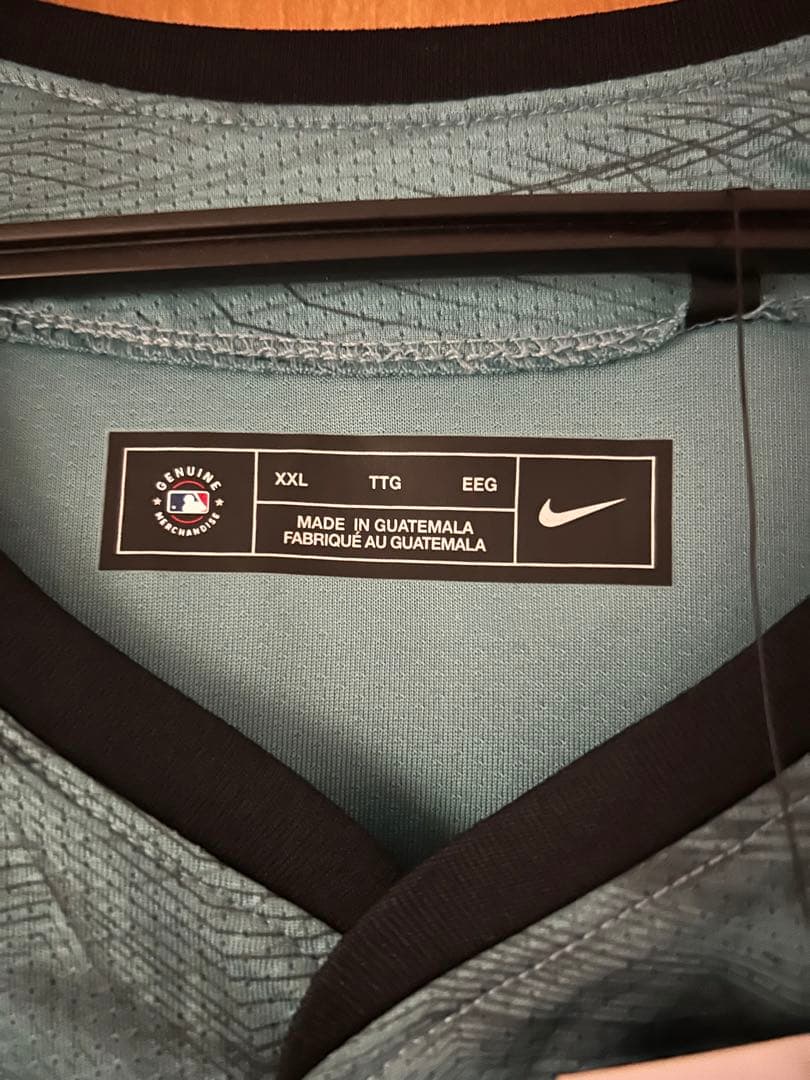 GENUINE
MERCHANDISE
XXL TTG EEG
MADE IN GUATEMALA
FABRIQUÉ AU GUATEMALA